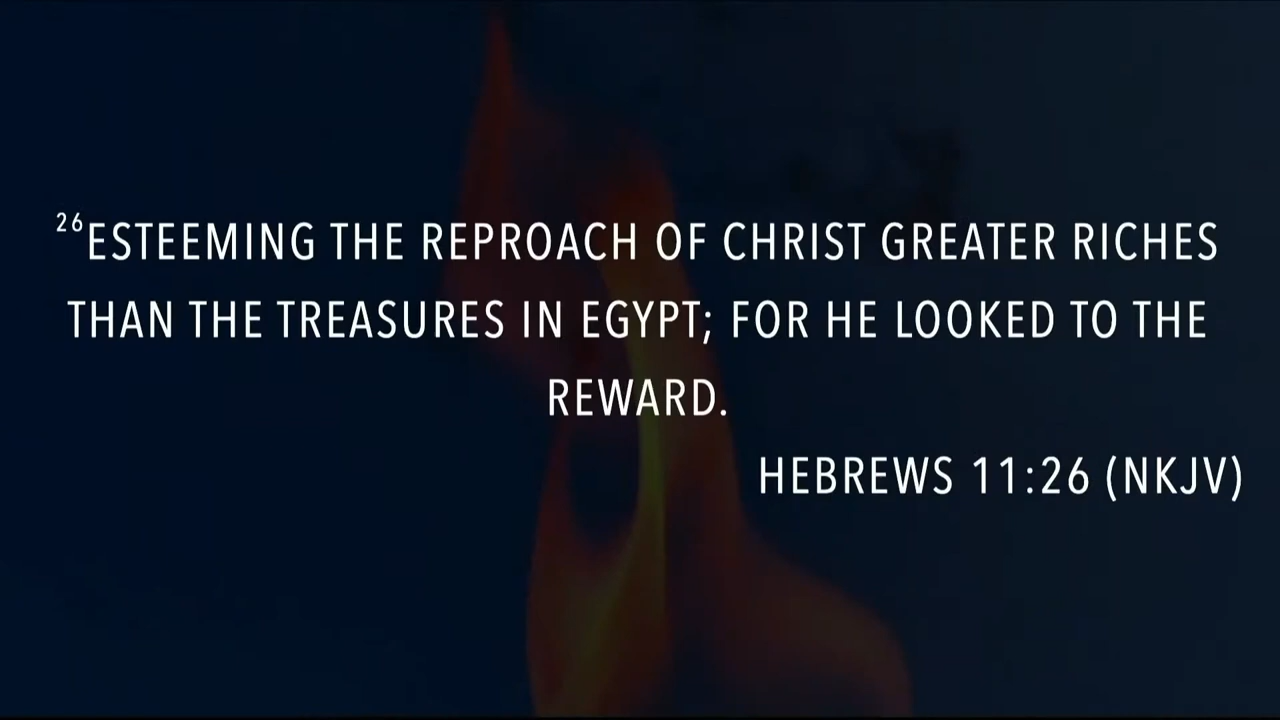 26ESTEEMING THE REPROACH OF CHRIST GREATER RICHES
THAN THE TREASURES IN EGYPT; FOR HE LOOKED TO THE
REWARD.
HEBREWS 11:26 (NKJV)